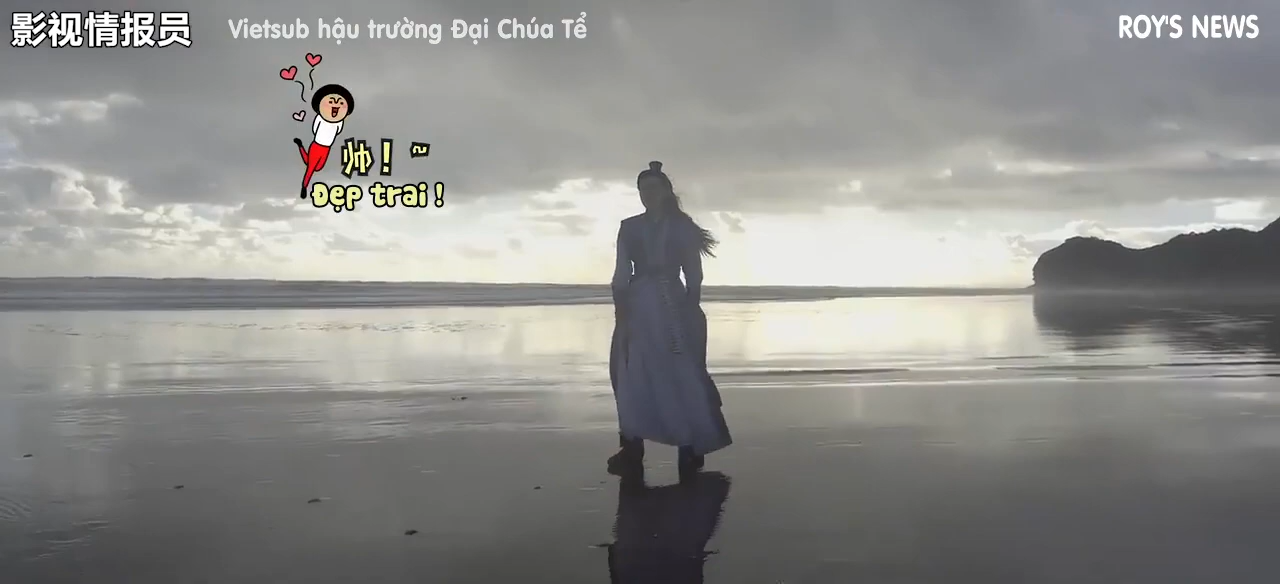 影视情报员
Vietsub hậu trường Đại Chúa Tể
ROY'S NEWS
帅！~
Đẹp trai !